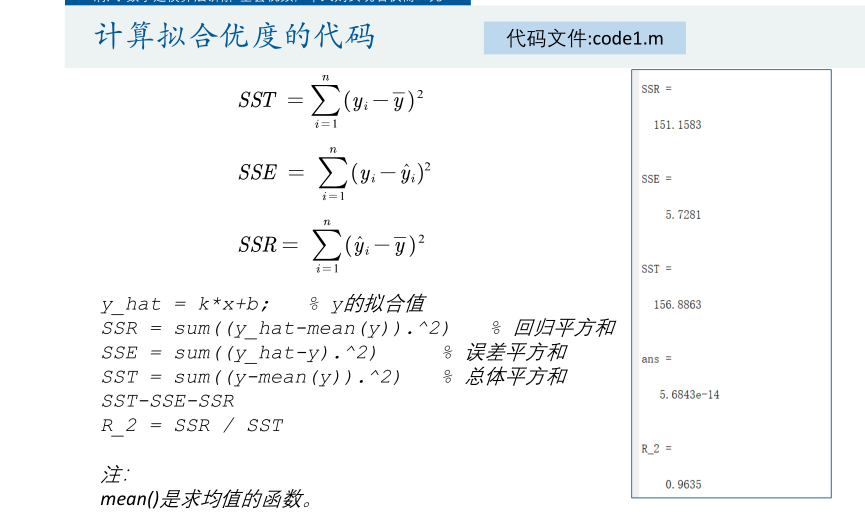 计算拟合优度的代码
代码文件:code1.m
SST = \sum_{i=1}^{n}(y_i-\overline{y})^2
SSE = \sum_{i=1}^{n}(y_i-\hat{y}_i)^2
SSR = \sum_{i=1}^{n}(\hat{y}_i-\overline{y})^2
y_hat = k*x+b; % y的拟合值
SSR = sum((y_hat-mean(y)).^2) % 回归平方和
SSE = sum((y_hat-y).^2) % 误差平方和
SST = sum((y-mean(y)).^2) % 总体平方和
SST-SSE-SSR
R_2 = SSR / SST
注:
mean()是求均值的函数。
SSR =
151.1583
SSE =
5.7281
SST =
156.8863
ans =
5.6843e-14
R_2 =
0.9635